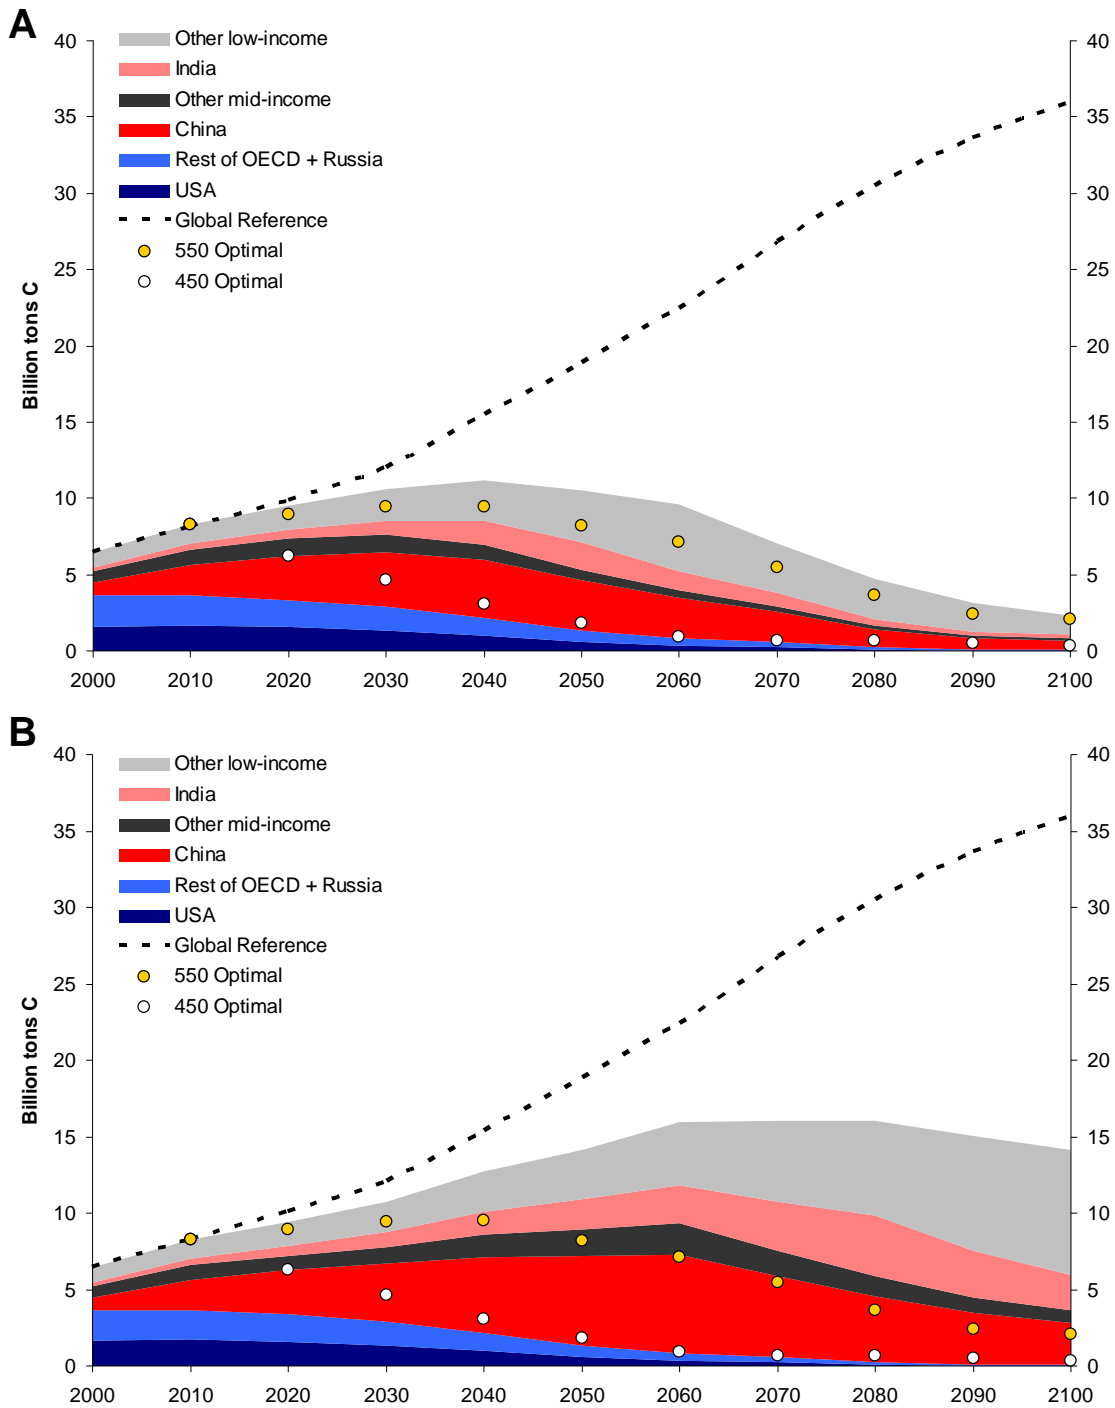 A
40 Other low-income 40
India
35 Other mid-income 35
China
Rest of OECD + Russia
30 USA 30
Global Reference
550 Optimal
25 450 Optimal 25
20 20
15 15
10 10
5 5
0 0
Billion tons C
2000 2010 2020 2030 2040 2050 2060 2070 2080 2090 2100
B
40 Other low-income 40
India
35 Other mid-income 35
China
Rest of OECD + Russia
30 USA 30
Global Reference
550 Optimal
25 450 Optimal 25
20 20
15 15
10 10
5 5
0 0
Billion tons C
2000 2010 2020 2030 2040 2050 2060 2070 2080 2090 2100